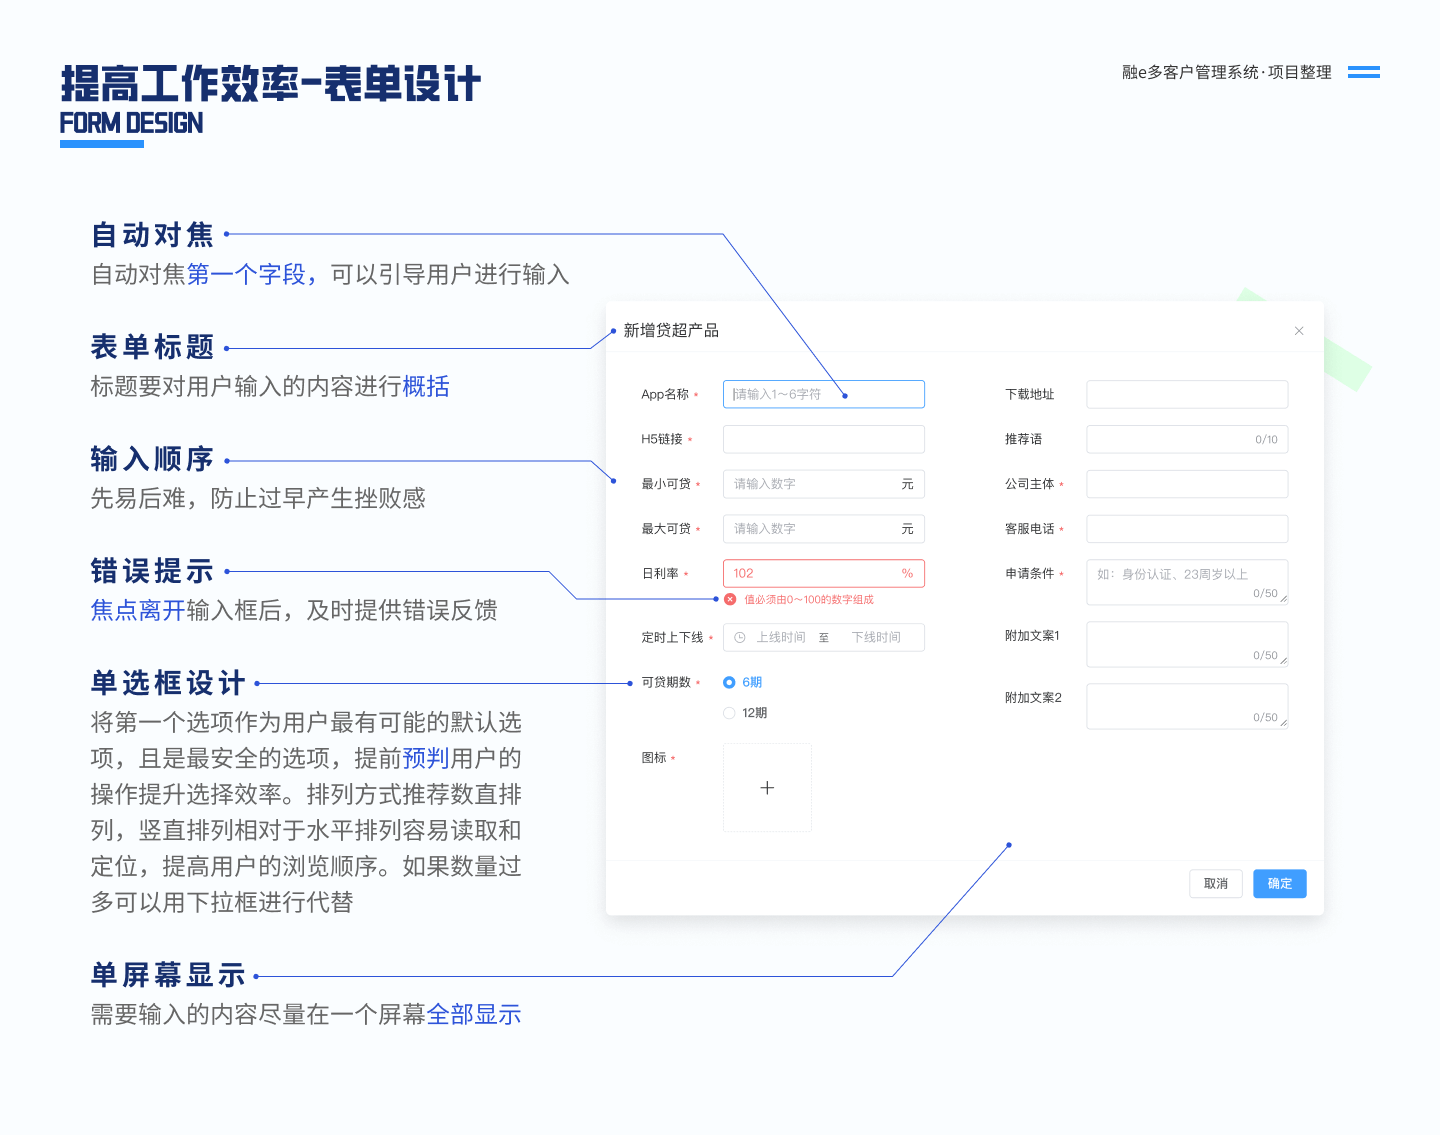 提高工作效率-表单设计
FORM DESIGN
融e多客户管理系统·项目整理
自动对焦
自动对焦第一个字段，可以引导用户进行输入
表单标题
标题要对用户输入的内容进行概括
输入顺序
先易后难，防止过早产生挫败感
错误提示
焦点离开输入框后，及时提供错误反馈
单选框设计
将第一个选项作为用户最有可能的默认选
项，且是最安全的选项，提前预判用户的
操作提升选择效率。排列方式推荐数直排
列，竖直排列相对于水平排列容易读取和
定位，提高用户的浏览顺序。如果数量过
多可以用下拉框进行代替
单屏幕显示
需要输入的内容尽量在一个屏幕全部显示
新增贷超产品
App名称 *
请输入1～6字符
H5链接 *
最小可贷 *
请输入数字 元
最大可贷 *
请输入数字 元
日利率 *
102 %
值必须由0～100的数字组成
定时上下线 *
上线时间 至 下线时间
可贷期数 *
6期
12期
图标 *
+
下载地址
推荐语
0/10
公司主体 *
客服电话 *
申请条件 *
如：身份认证、23周岁以上
0/50
附加文案1
0/50
附加文案2
0/50
取消
确定